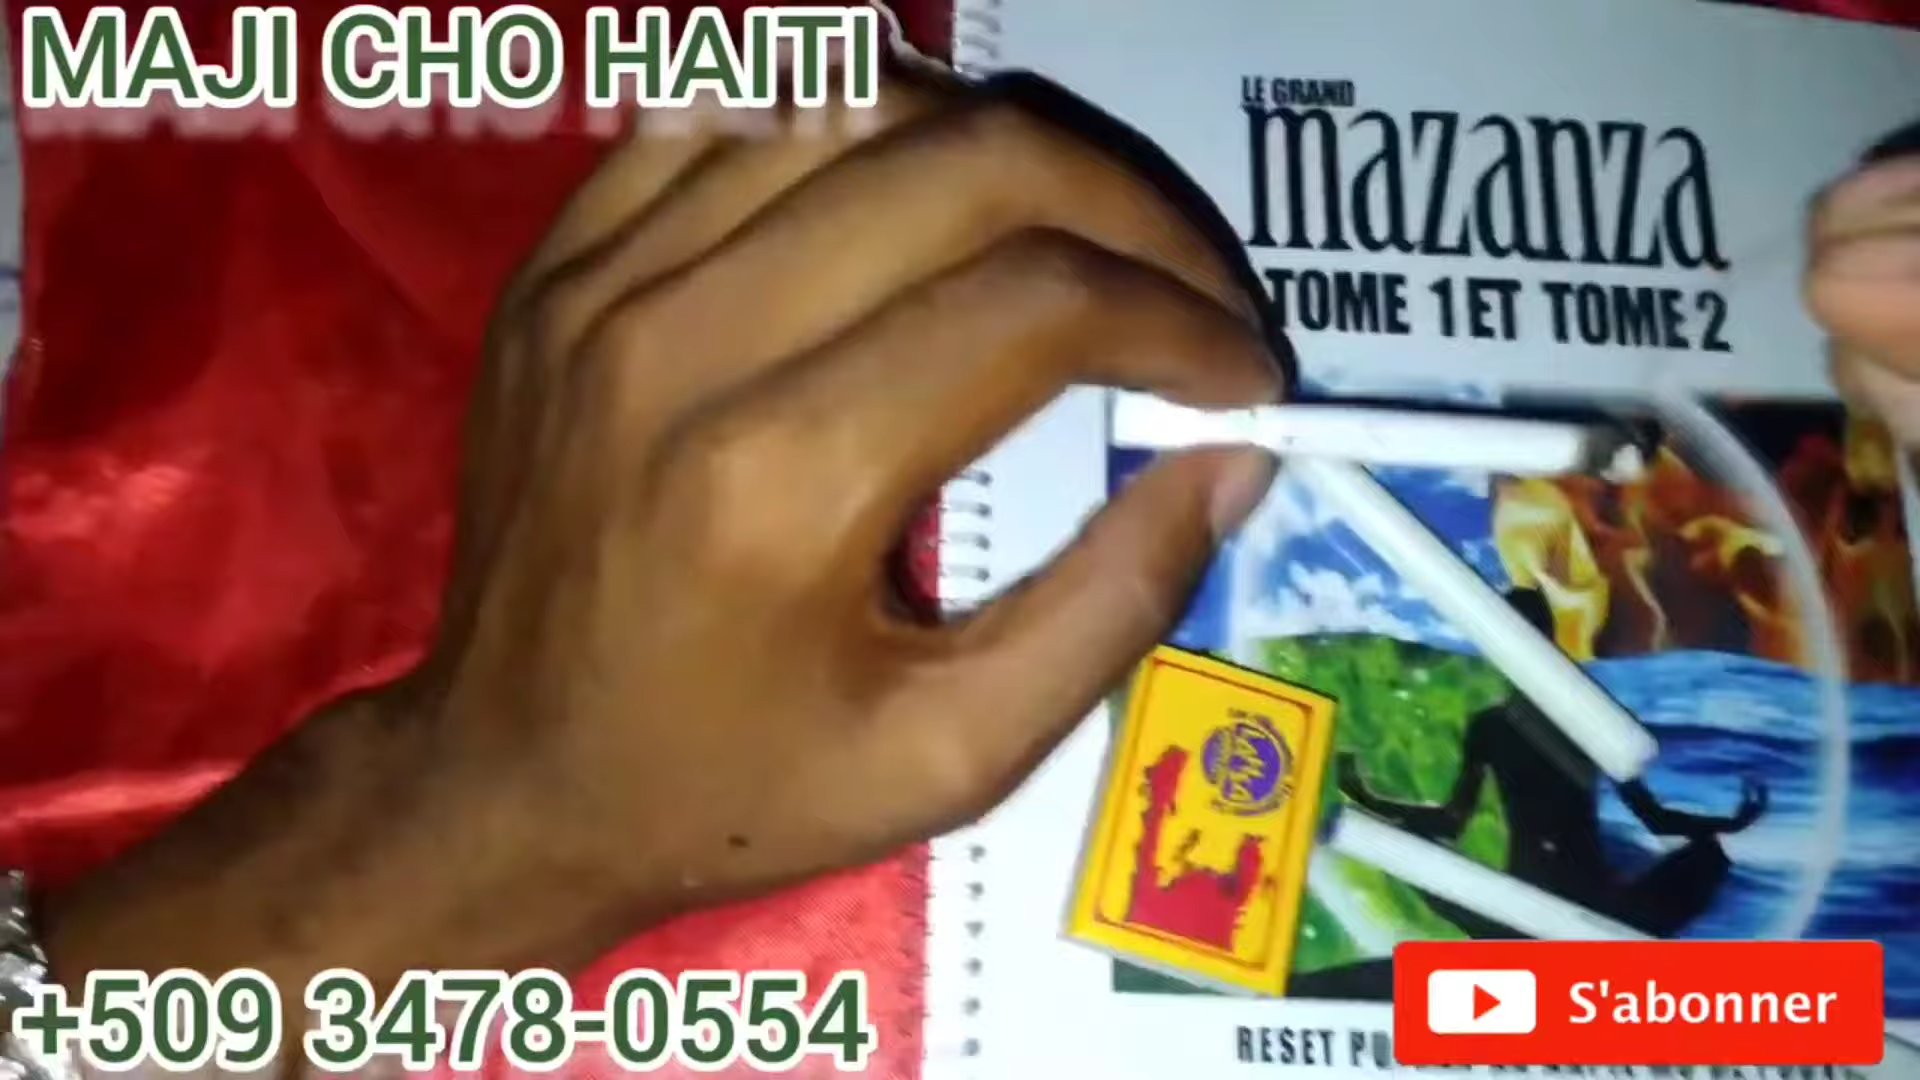 MAJI CHO HAITI
LE GRAND
mazanza
TOME 1 ET TOME 2
+509 3478-0554
S'abonner
RESET